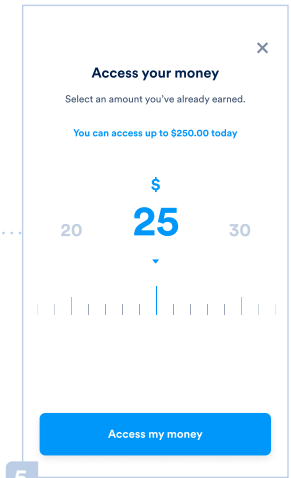 Access your money
Select an amount you've already earned.
You can access up to $250.00 today
$
20 25 30
Access my money